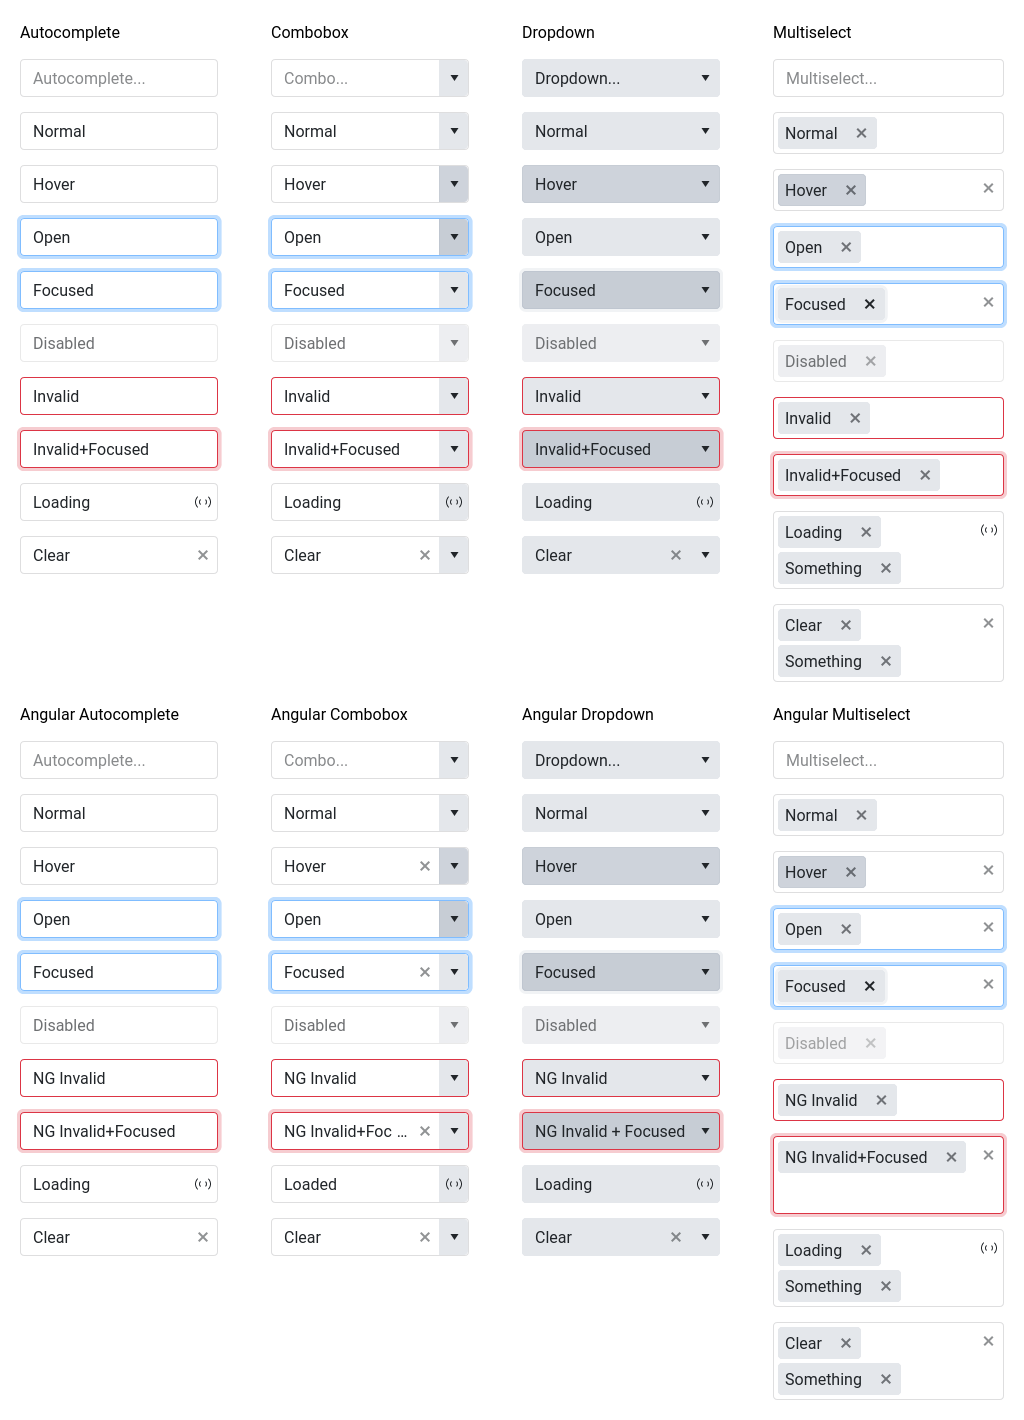 Autocomplete
Autocomplete...
Normal
Hover
Open
Focused
Disabled
Invalid
Invalid+Focused
Loading
Clear
Combobox
Combo...
Normal
Hover
Open
Focused
Disabled
Invalid
Invalid+Focused
Loading
Clear
Dropdown
Dropdown...
Normal
Hover
Open
Focused
Disabled
Invalid
Invalid+Focused
Loading
Clear
Multiselect
Multiselect...
Normal
Hover
Open
Focused
Disabled
Invalid
Invalid+Focused
Loading
Something
Clear
Something
Angular Autocomplete
Autocomplete...
Normal
Hover
Open
Focused
Disabled
NG Invalid
NG Invalid+Focused
Loading
Clear
Angular Combobox
Combo...
Normal
Hover
Open
Focused
Disabled
NG Invalid
NG Invalid+Foc ...
Loaded
Clear
Angular Dropdown
Dropdown...
Normal
Hover
Open
Focused
Disabled
NG Invalid
NG Invalid + Focused
Loading
Clear
Angular Multiselect
Multiselect...
Normal
Hover
Open
Focused
Disabled
NG Invalid
NG Invalid+Focused
Loading
Something
Clear
Something